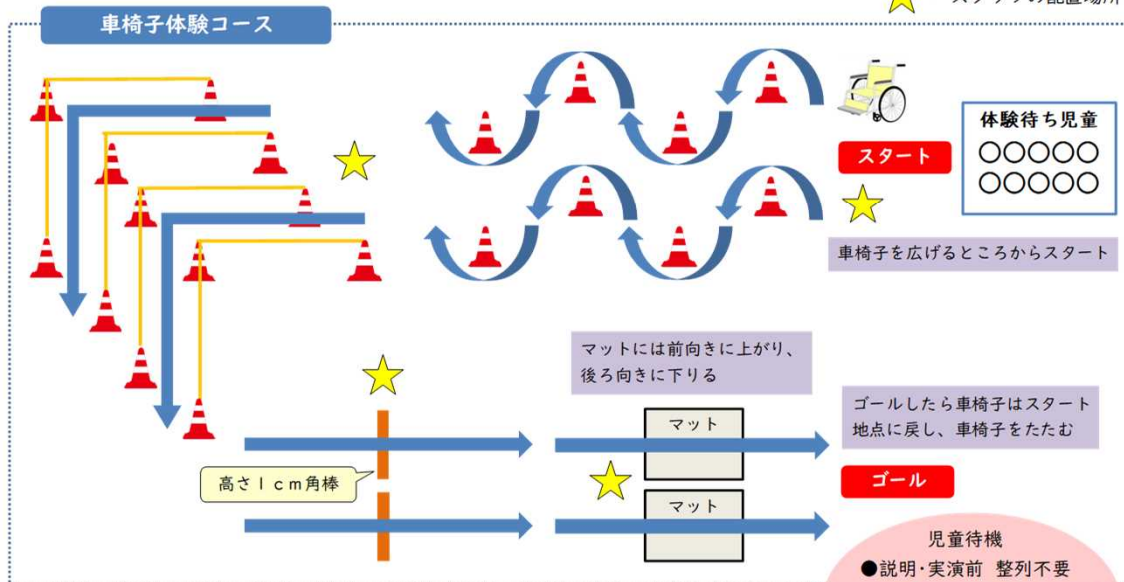 スタッフの配置場所
車椅子体験コース
体験待ち児童
〇〇〇〇〇
〇〇〇〇〇
スタート
車椅子を広げるところからスタート
マットには前向きに上がり、
後ろ向きに下りる
ゴールしたら車椅子はスタート
地点に戻し、車椅子をたたむ
マット
高さ1cm角棒
ゴール
マット
児童待機
●説明・実演前 整列不要